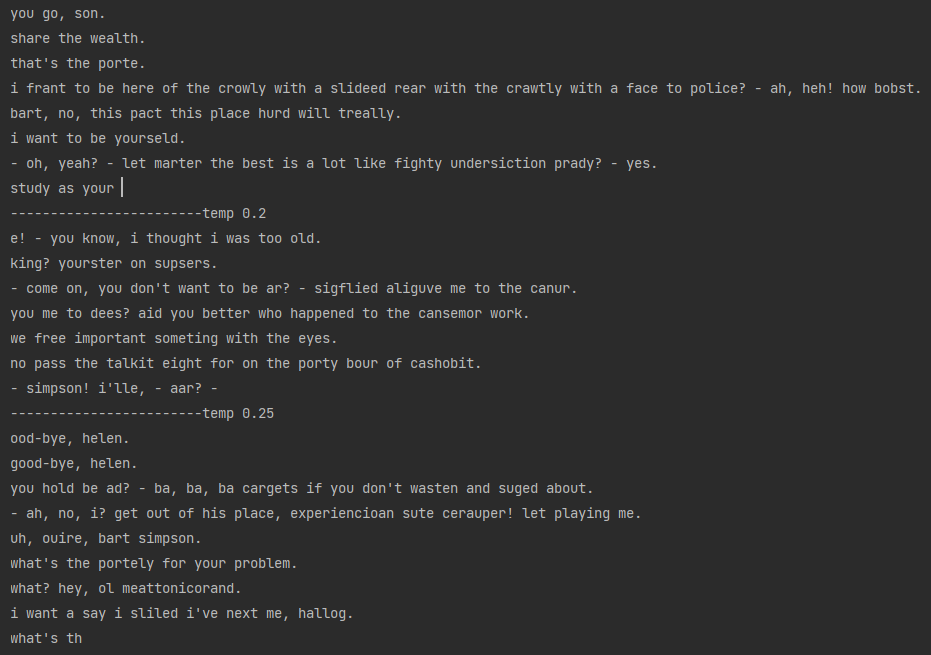 you go, son.
share the wealth.
that's the porte.
i frant to be here of the crowly with a slideed rear with the crawtly with a face to police? - ah, heh! how bobst.
bart, no, this pact this place hurd will treally.
i want to be yourseld.
- oh, yeah? - let marter the best is a lot like fighty undersiction prady? - yes.
study as your
------------------------temp 0.2
e! - you know, i thought i was too old.
king? yourster on supsers.
- come on, you don't want to be ar? - sigflied aliguve me to the canur.
you me to dees? aid you better who happened to the cansemor work.
we free important someting with the eyes.
no pass the talkit eight for on the porty bour of cashobit.
- simpson! i'lle, - aar? -
------------------------temp 0.25
ood-bye, helen.
good-bye, helen.
you hold be ad? - ba, ba, ba cargets if you don't wasten and suged about.
- ah, no, i? get out of his place, experiencioan sute cerauper! let playing me.
uh, ouire, bart simpson.
what's the portely for your problem.
what? hey, ol meattonicorand.
i want a say i sliled i've next me, hallog.
what's th